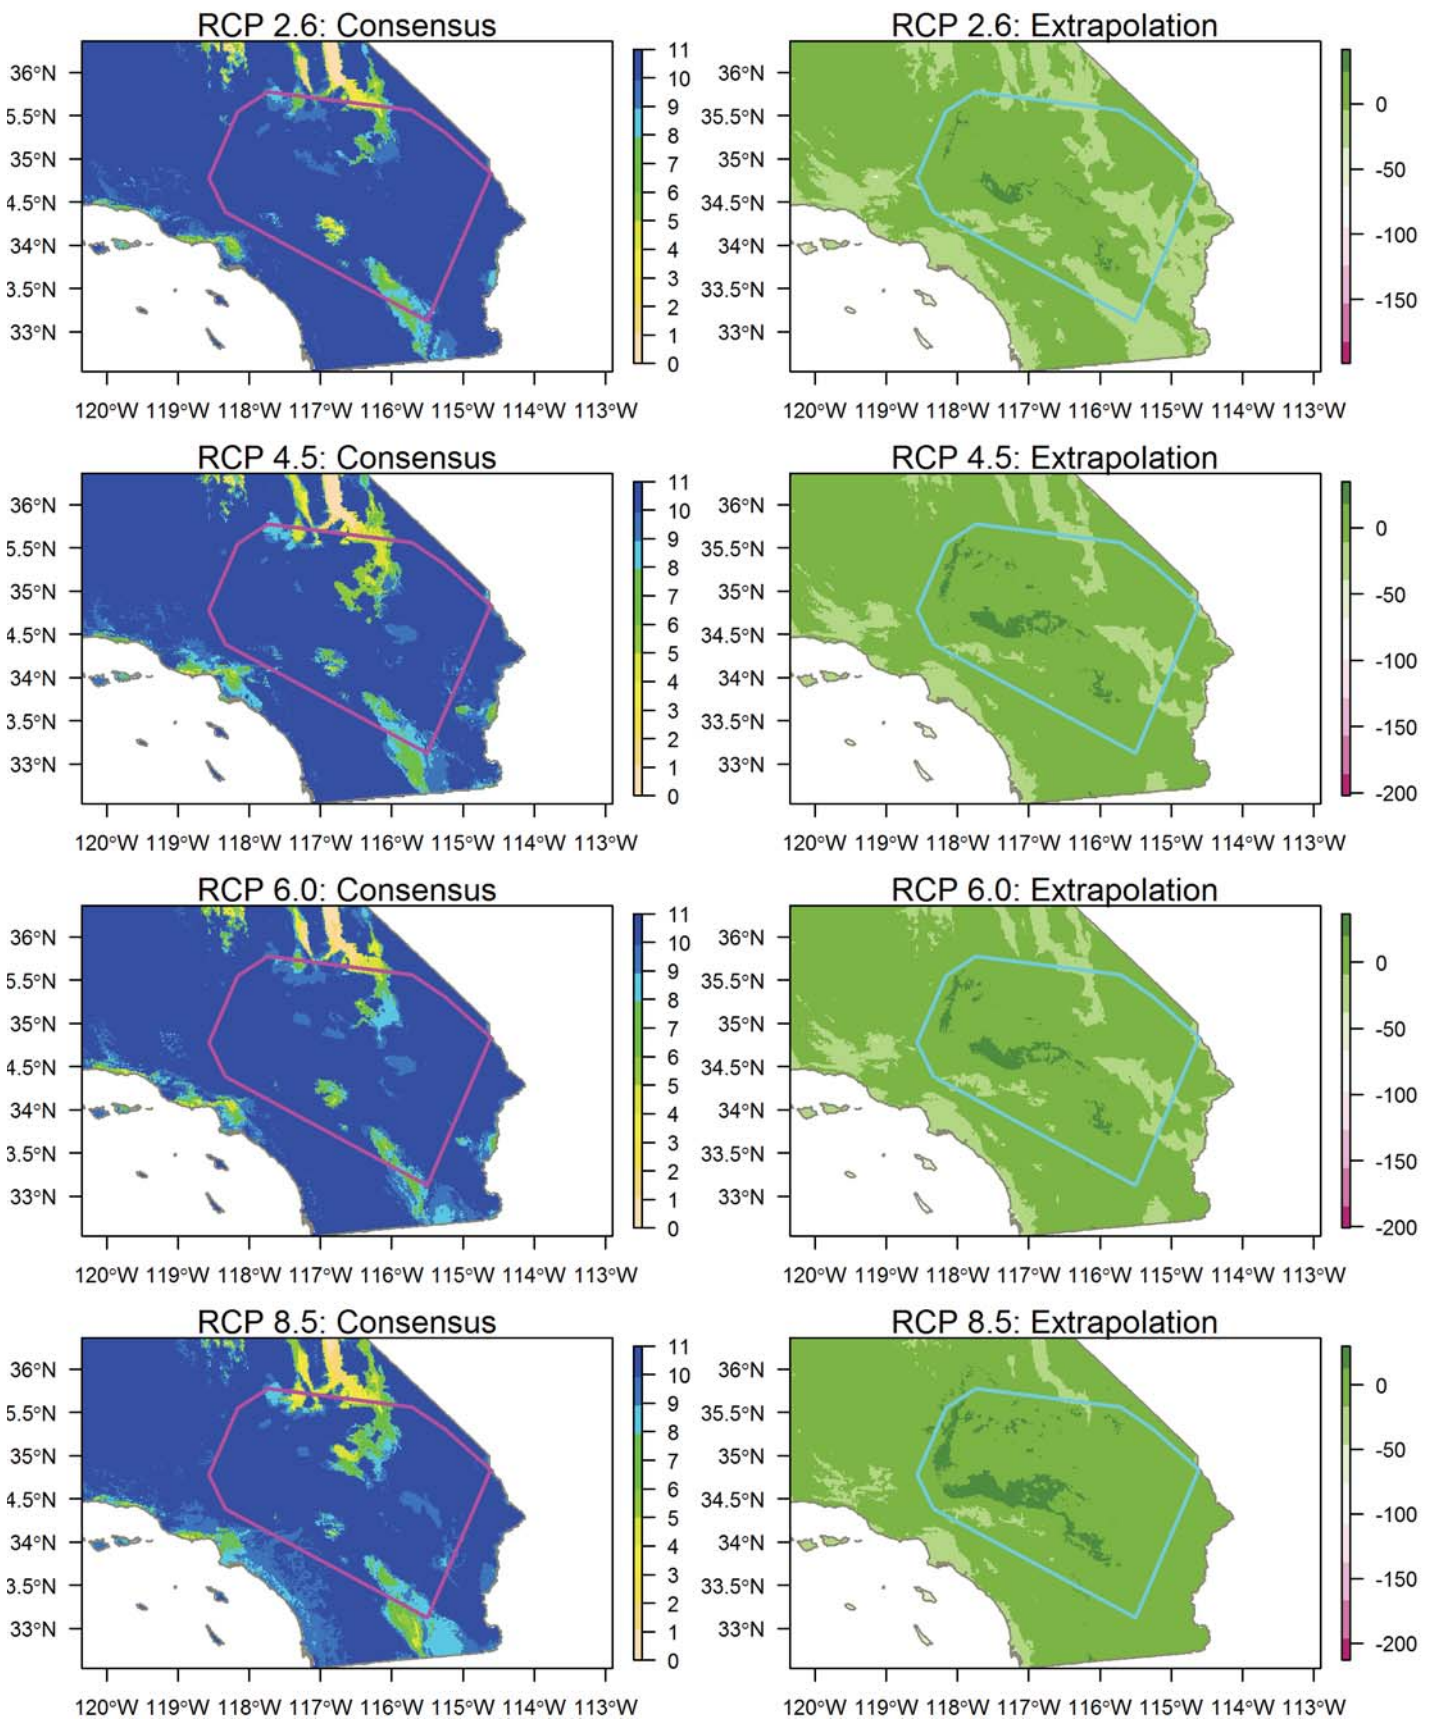 RCP 2.6: Consensus
36°N
5.5°N
35°N
4.5°N
34°N
3.5°N
33°N
120°W 119°W 118°W 117°W 116°W 115°W 114°W 113°W
11
10
9
8
7
6
5
4
3
2
1
0
RCP 2.6: Extrapolation
36°N
35.5°N
35°N
34.5°N
34°N
33.5°N
33°N
120°W 119°W 118°W 117°W 116°W 115°W 114°W 113°W
0
-50
-100
-150
RCP 4.5: Consensus
36°N
5.5°N
35°N
4.5°N
34°N
3.5°N
33°N
120°W 119°W 118°W 117°W 116°W 115°W 114°W 113°W
11
10
9
8
7
6
5
4
3
2
1
0
RCP 4.5: Extrapolation
36°N
35.5°N
35°N
34.5°N
34°N
33.5°N
33°N
120°W 119°W 118°W 117°W 116°W 115°W 114°W 113°W
0
-50
-100
-150
-200
RCP 6.0: Consensus
36°N
5.5°N
35°N
4.5°N
34°N
3.5°N
33°N
120°W 119°W 118°W 117°W 116°W 115°W 114°W 113°W
11
10
9
8
7
6
5
4
3
2
1
0
RCP 6.0: Extrapolation
36°N
35.5°N
35°N
34.5°N
34°N
33.5°N
33°N
120°W 119°W 118°W 117°W 116°W 115°W 114°W 113°W
0
-50
-100
-150
-200
RCP 8.5: Consensus
36°N
5.5°N
35°N
4.5°N
34°N
3.5°N
33°N
120°W 119°W 118°W 117°W 116°W 115°W 114°W 113°W
11
10
9
8
7
6
5
4
3
2
1
0
RCP 8.5: Extrapolation
36°N
35.5°N
35°N
34.5°N
34°N
33.5°N
33°N
120°W 119°W 118°W 117°W 116°W 115°W 114°W 113°W
0
-50
-100
-150
-200